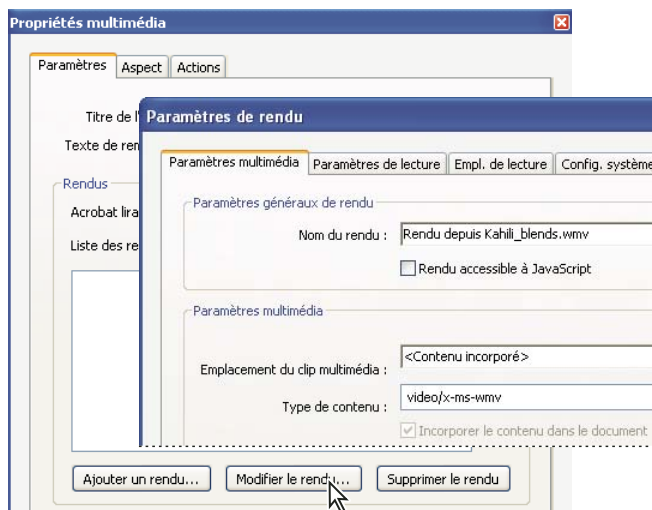 Propriétés multimédia
Paramètres Aspect Actions
Titre de l'
Texte de ren
Rendus
Acrobat lira
Liste des re
Paramètres de rendu
Paramètres multimédia Paramètres de lecture Empl. de lecture Config. système
Paramètres généraux de rendu
Nom du rendu : Rendu depuis Kahili_blends.wmv
Rendu accessible à JavaScript
Paramètres multimédia
Emplacement du clip multimédia : <Contenu incorporé>
Type de contenu : video/x-ms-wmv
Incorporer le contenu dans le document
Ajouter un rendu... Modifier le rendu... Supprimer le rendu